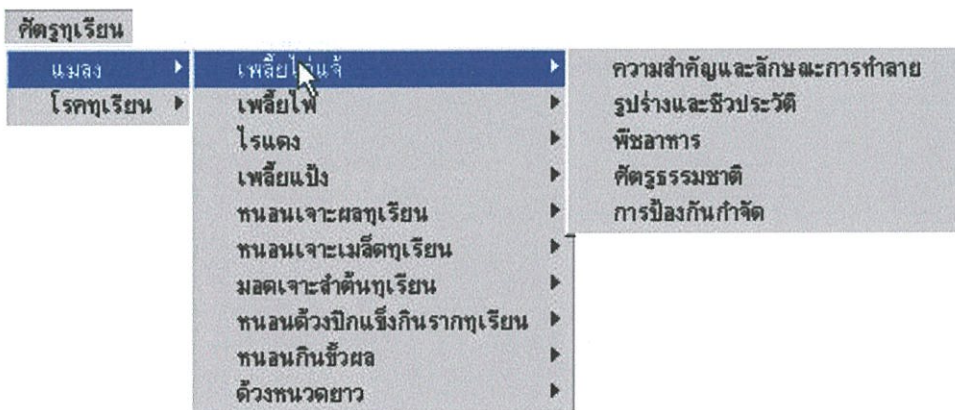 ศัตรูทุเรียน
แมลง
โรคทุเรียน
เพลี้ยไก่แจ้
เพลี้ยไฟ
ไรแดง
เพลี้ยแป้ง
หนอนเจาะผลทุเรียน
หนอนเจาะเมล็ดทุเรียน
มอดเจาะลำต้นทุเรียน
หนอนด้วงปีกแข็งกินรากทุเรียน
หนอนกินขั้วผล
ด้วงหนวดยาว
ความสำคัญและลักษณะการทำลาย
รูปร่างและชีวประวัติ
พืชอาหาร
ศัตรูธรรมชาติ
การป้องกันกำจัด